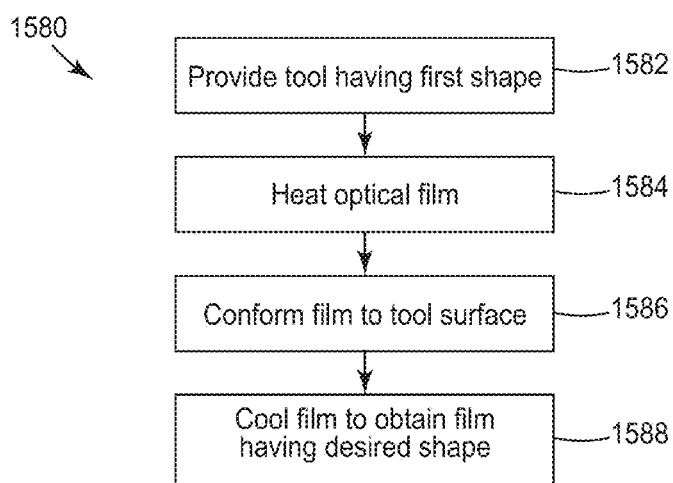 1580
Provide tool having first shape
1582
Heat optical film
1584
Conform film to tool surface
1586
Cool film to obtain film
having desired shape
1588